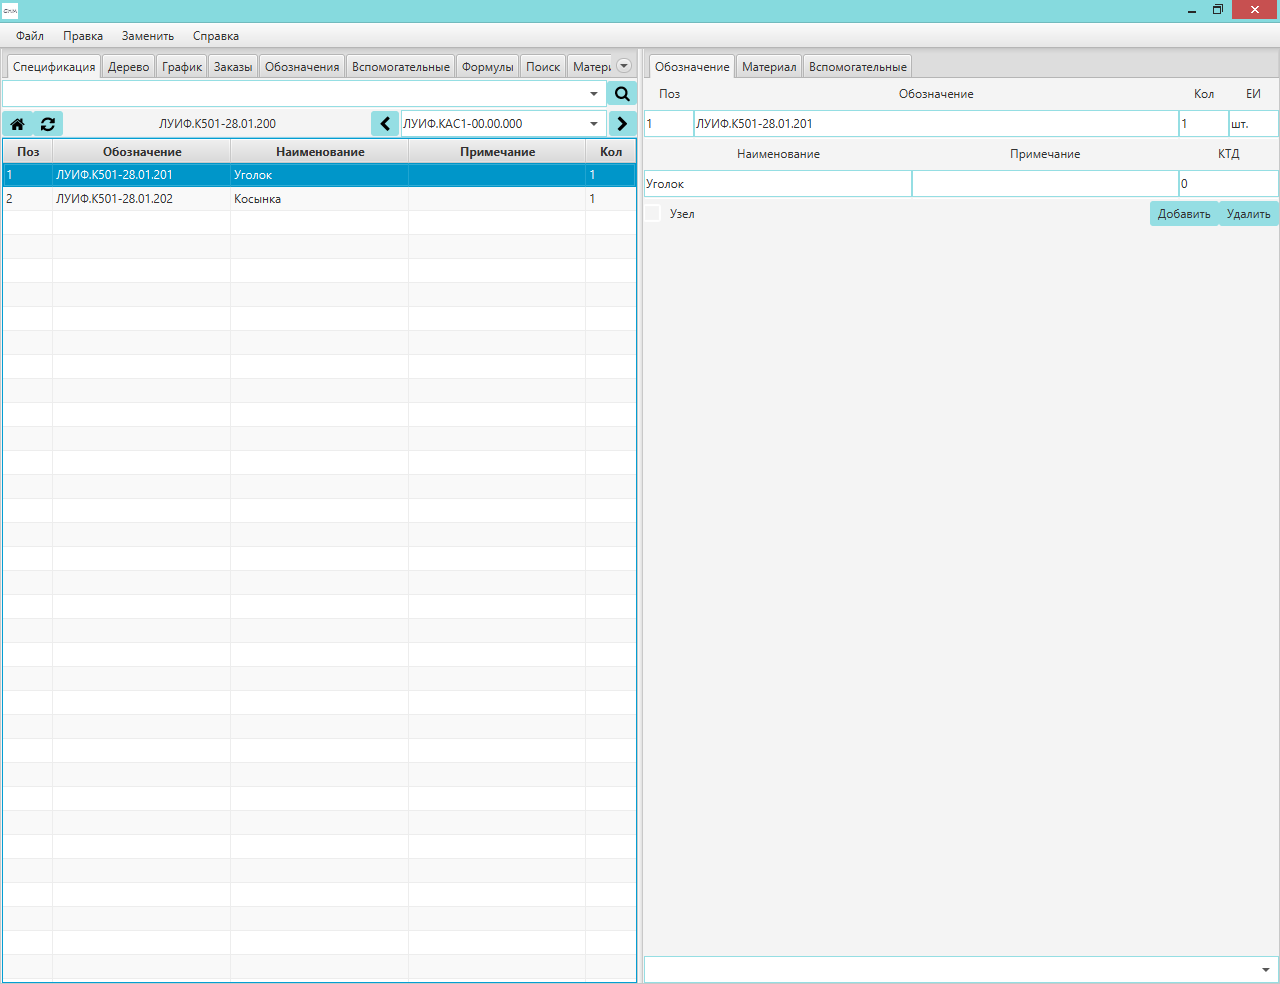 Файл Правка Заменить Справка
Спецификация Дерево График Заказы Обозначения Вспомогательные Формулы Поиск Матери
ЛУИФ.К501-28.01.200 ЛУИФ.КАС1-00.00.000
Поз Обозначение Наименование Примечание Кол
1 ЛУИФ.К501-28.01.201 Уголок 1
2 ЛУИФ.К501-28.01.202 Косынка 1
Обозначение Материал Вспомогательные
Поз Обозначение Кол ЕИ
1 ЛУИФ.К501-28.01.201 1 шт.
Наименование Примечание КТД
Уголок 0
Узел Добавить Удалить